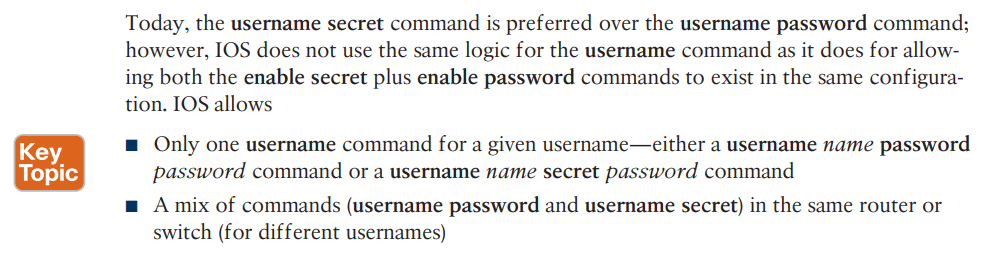 Today, the username secret command is preferred over the username password command;
however, IOS does not use the same logic for the username command as it does for allow-
ing both the enable secret plus enable password commands to exist in the same configura-
tion. IOS allows
Key
Topic
■ Only one username command for a given username—either a username name password
password command or a username name secret password command
■ A mix of commands (username password and username secret) in the same router or
switch (for different usernames)